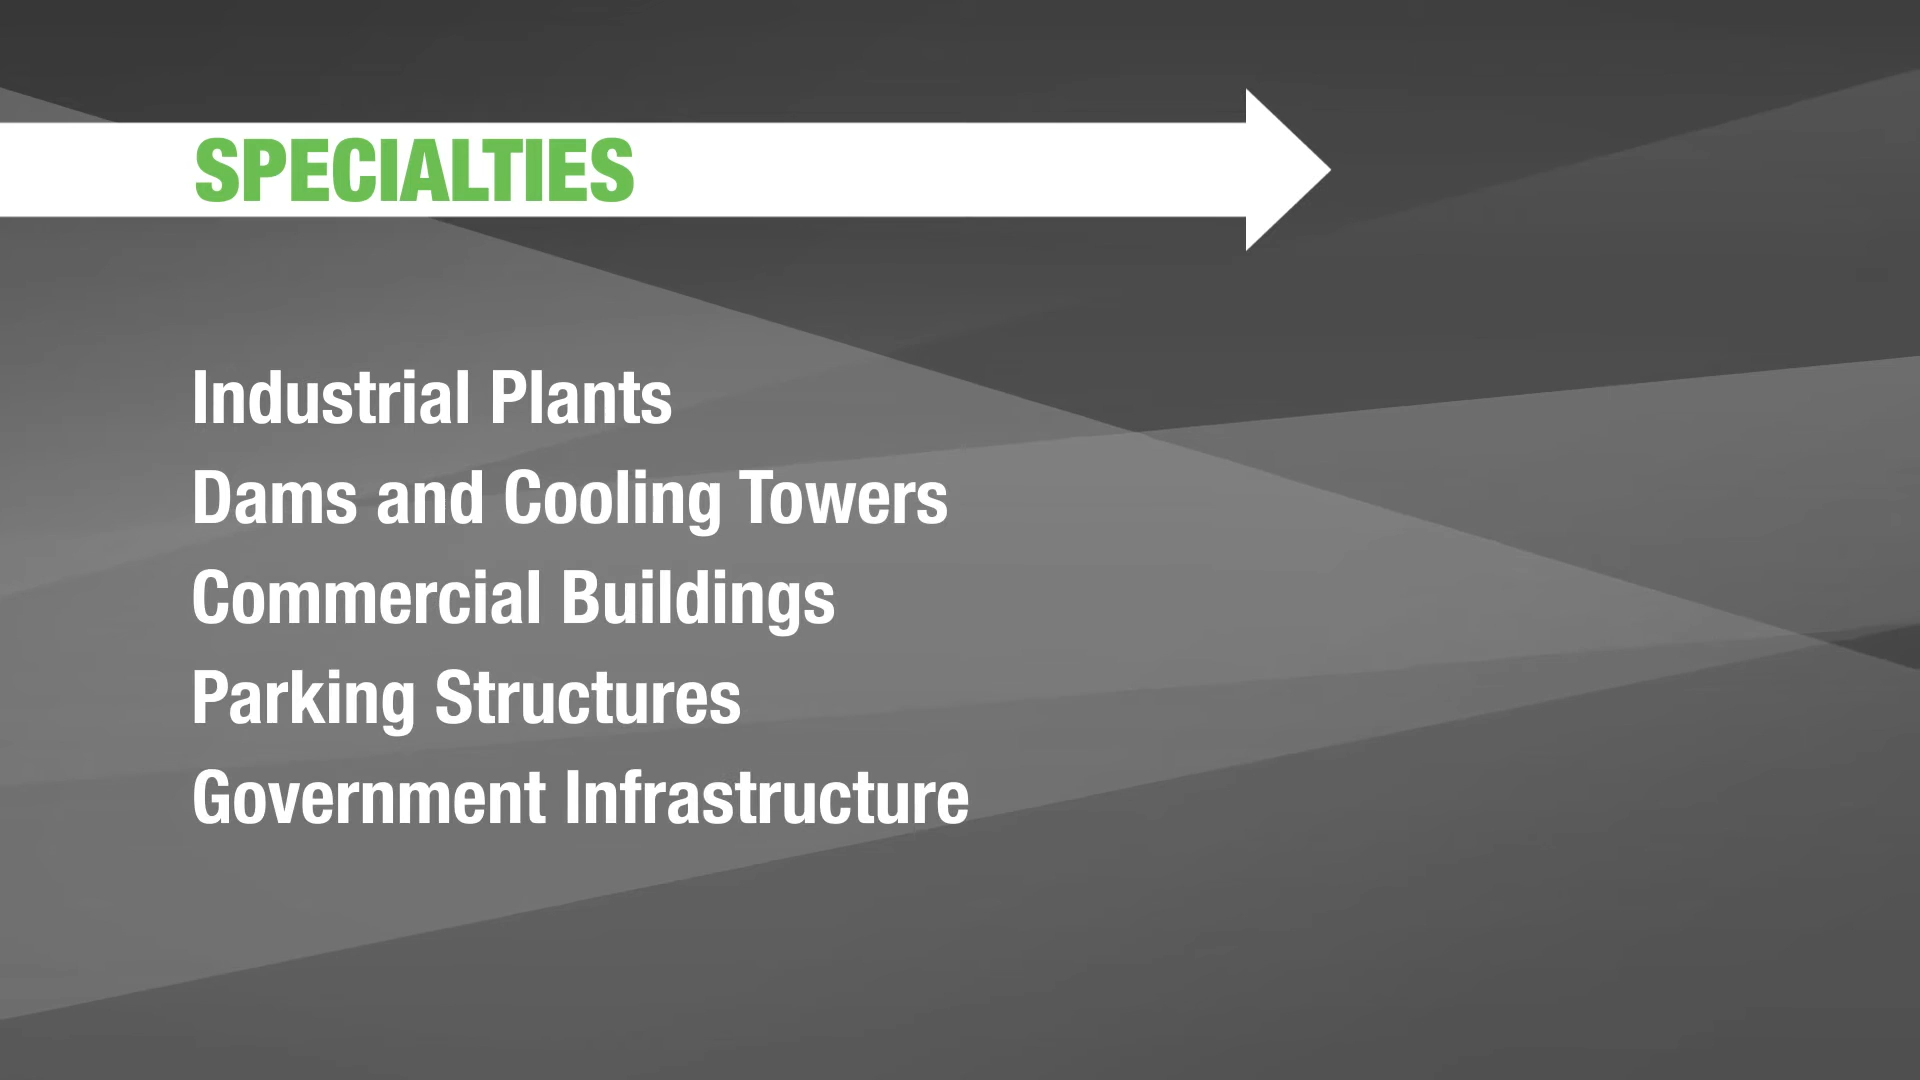 SPECIALTIES
Industrial Plants
Dams and Cooling Towers
Commercial Buildings
Parking Structures
Government Infrastructure